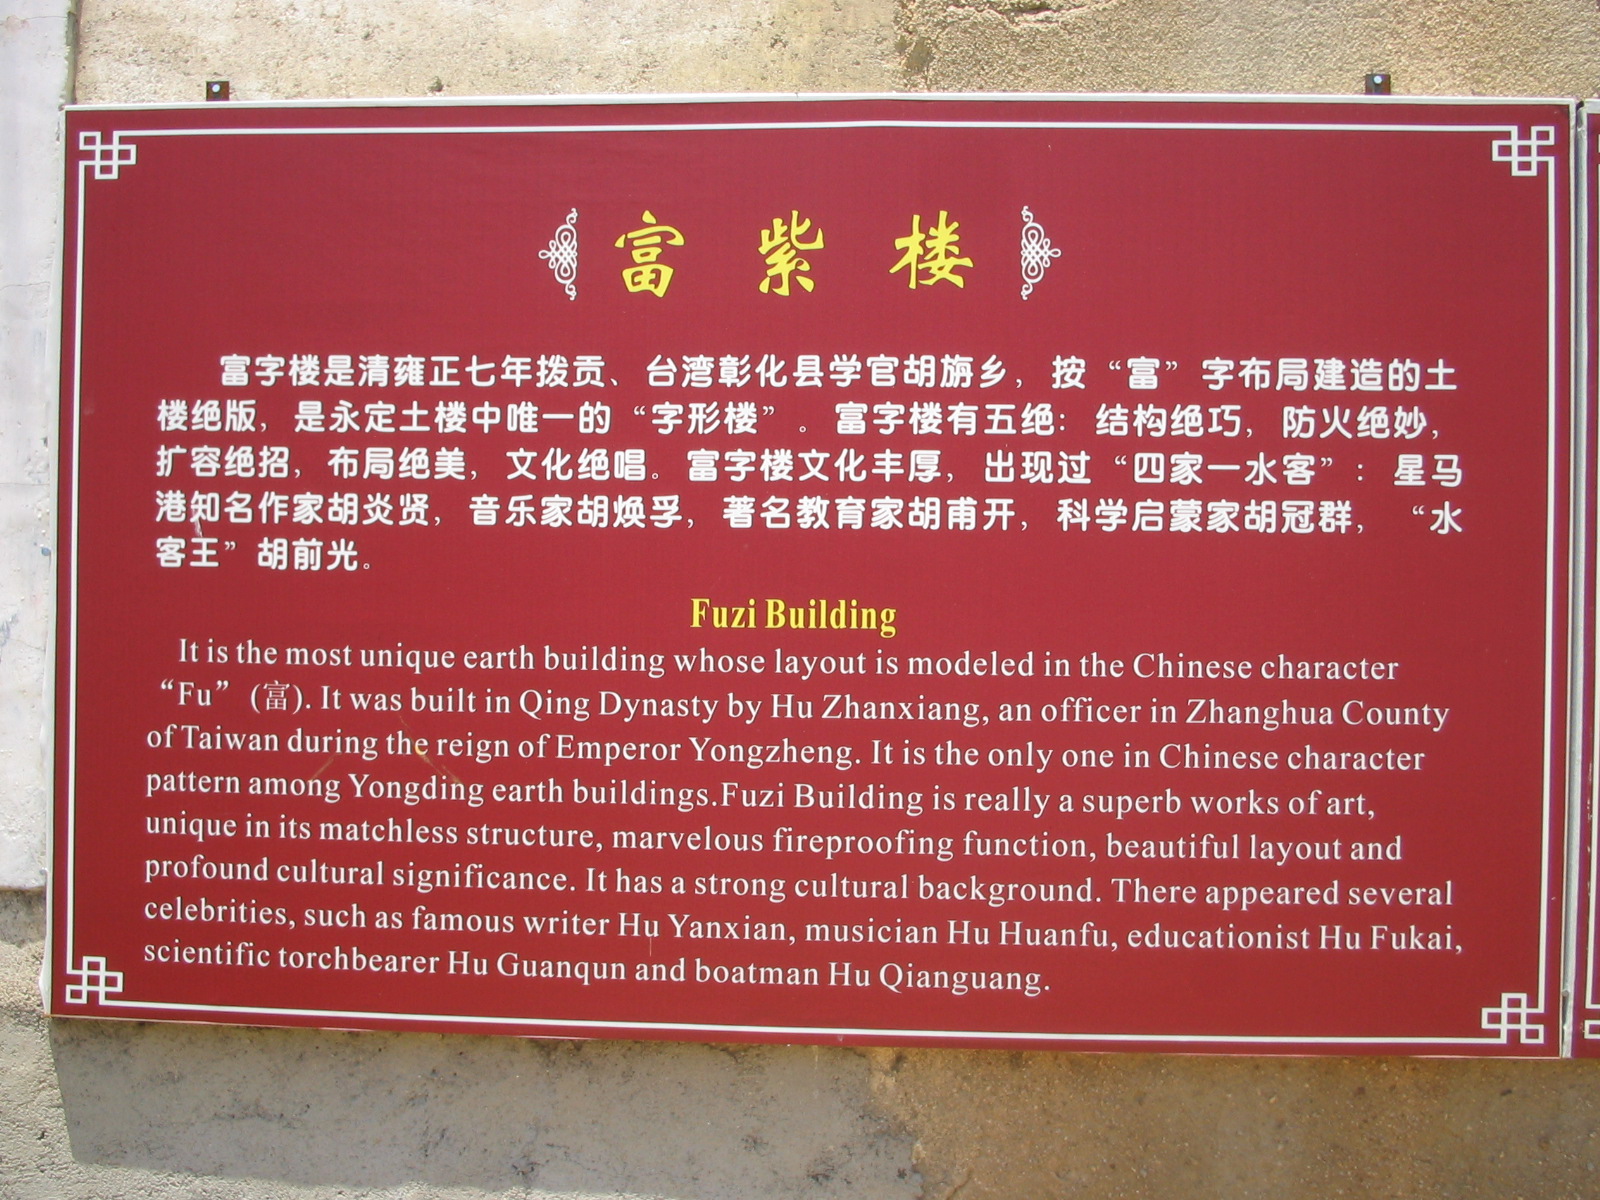 富紫楼
富字楼是清雍正七年拨贡、台湾彰化县学官胡旃乡，按“富”字布局建造的土
楼绝版，是永定土楼中唯一的“字形楼”。富字楼有五绝：结构绝巧，防火绝妙，
扩容绝招，布局绝美，文化绝唱。富字楼文化丰厚，出现过“四家一水客”：星马
港知名作家胡炎贤，音乐家胡焕孚，著名教育家胡甫开，科学启蒙家胡冠群，“水
客王”胡前光。
Fuzi Building
It is the most unique earth building whose layout is modeled in the Chinese character
“Fu” (富). It was built in Qing Dynasty by Hu Zhanxiang, an officer in Zhanghua County
of Taiwan during the reign of Emperor Yongzheng. It is the only one in Chinese character
pattern among Yongding earth buildings.Fuzi Building is really a superb works of art,
unique in its matchless structure, marvelous fireproofing function, beautiful layout and
profound cultural significance. It has a strong cultural background. There appeared several
celebrities, such as famous writer Hu Yanxian, musician Hu Huanfu, educationist Hu Fukai,
scientific torchbearer Hu Guanqun and boatman Hu Qianguang.